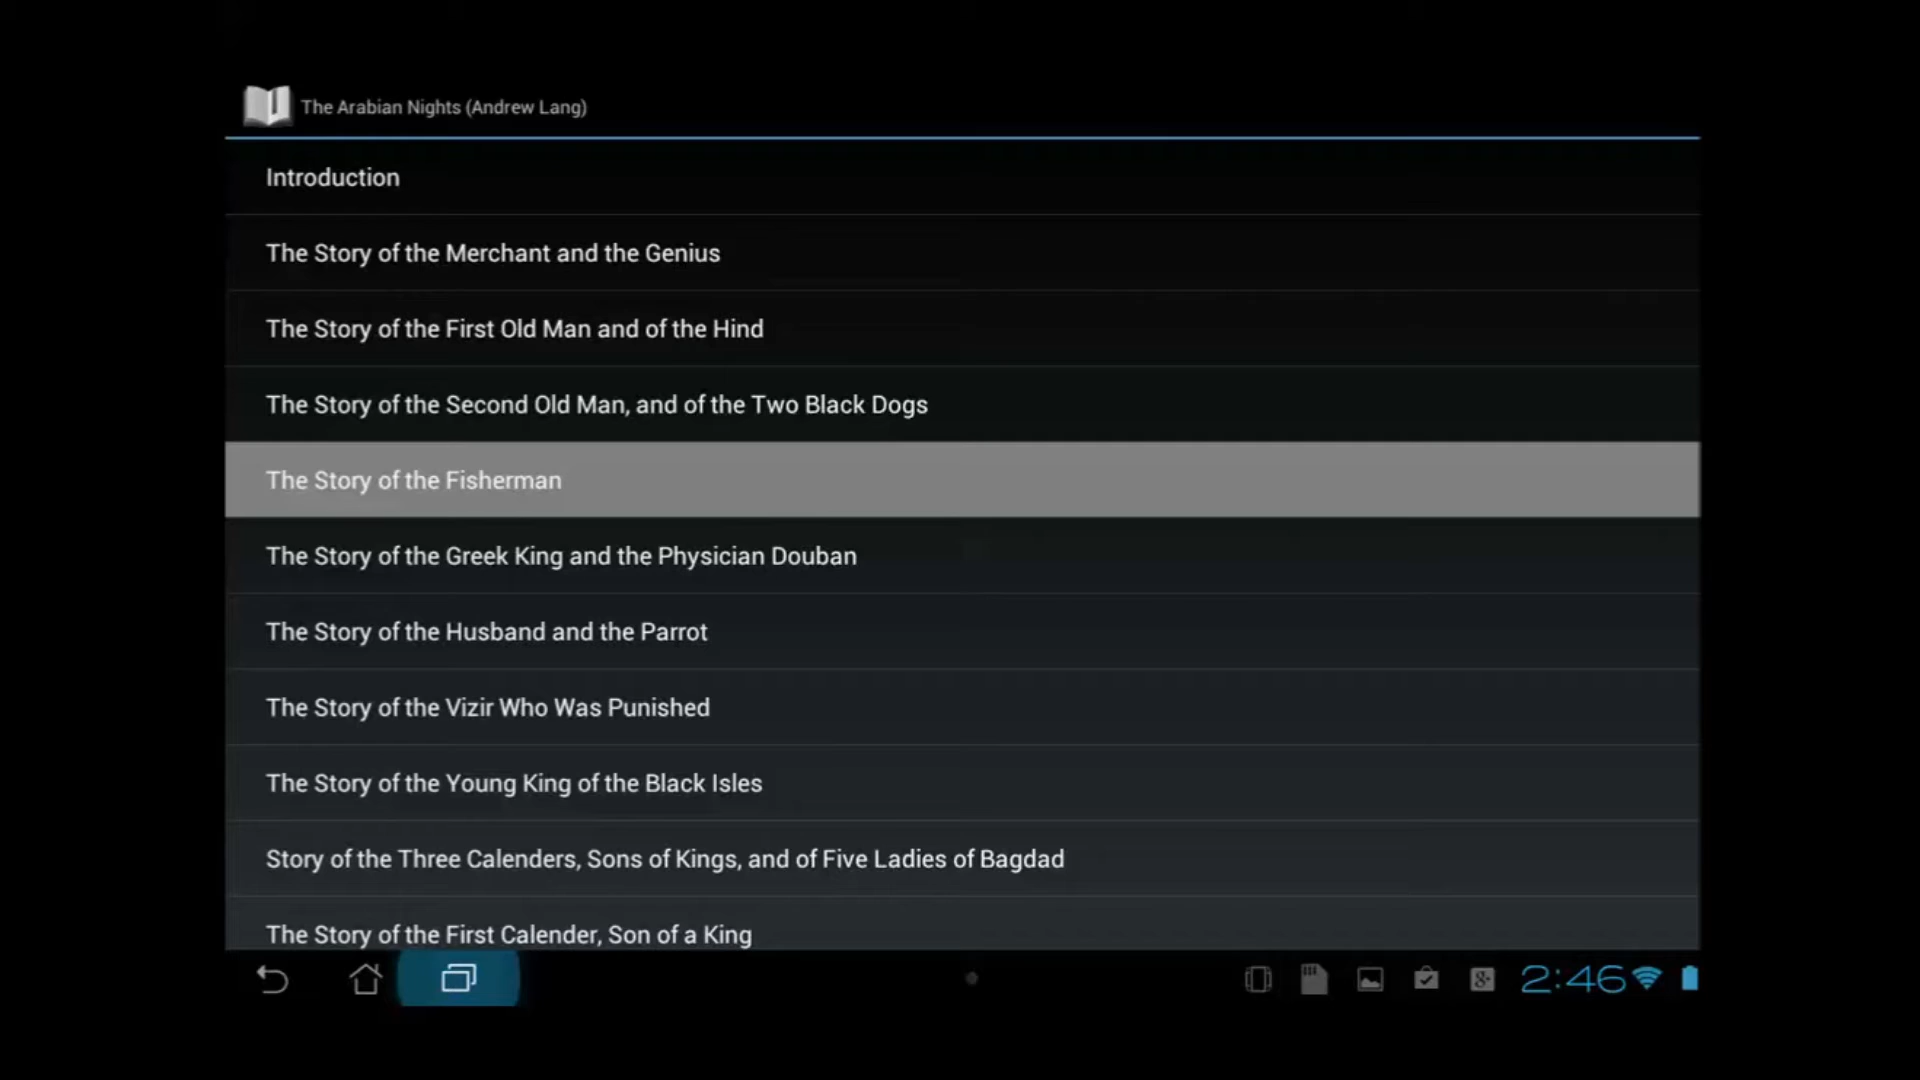 The Arabian Nights (Andrew Lang)
Introduction
The Story of the Merchant and the Genius
The Story of the First Old Man and of the Hind
The Story of the Second Old Man, and of the Two Black Dogs
The Story of the Fisherman
The Story of the Greek King and the Physician Douban
The Story of the Husband and the Parrot
The Story of the Vizir Who Was Punished
The Story of the Young King of the Black Isles
Story of the Three Calenders, Sons of Kings, and of Five Ladies of Bagdad
The Story of the First Calender, Son of a King
2:46